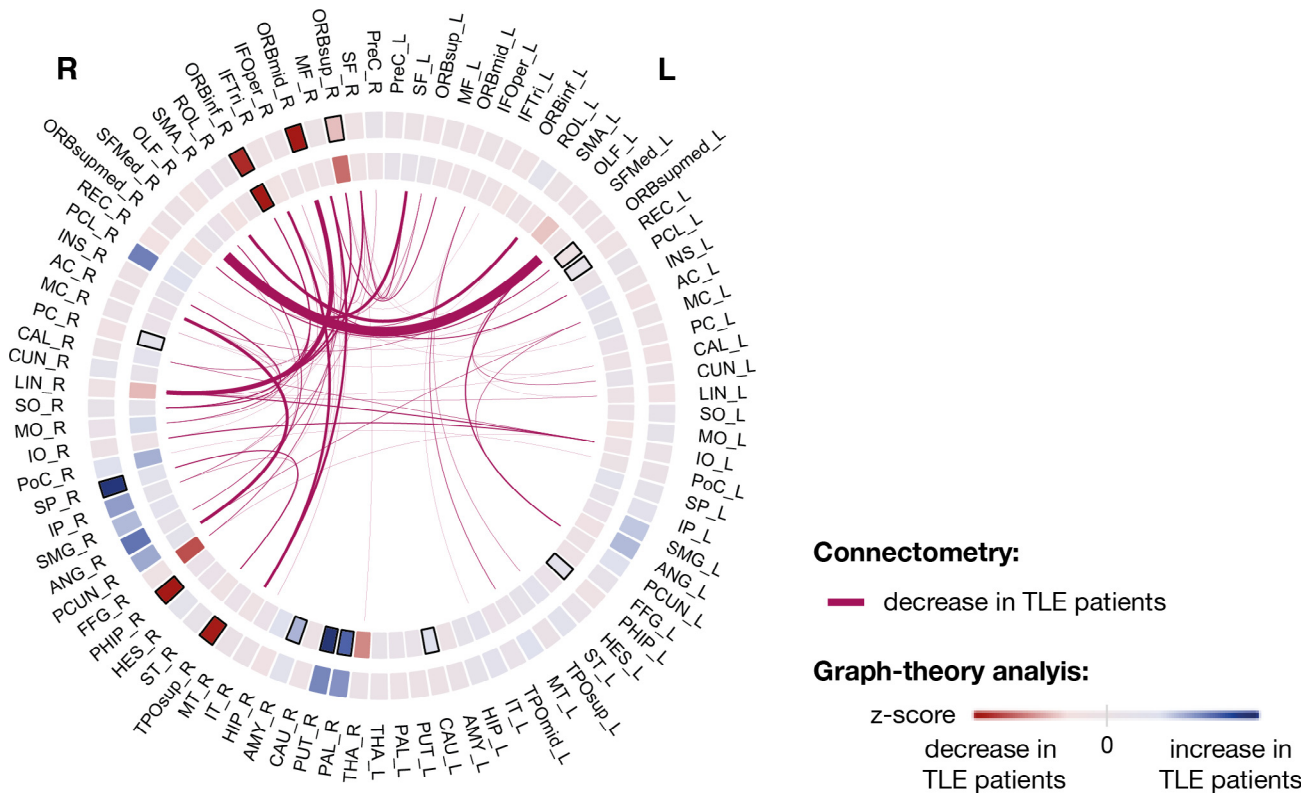 R
L
PreC_L
SF_L
ORBsup_L
MF_L
ORBmid_L
IFOper_L
IFTri_L
ORBinf_L
ROL_L
SMA_L
OLF_L
SFMed_L
ORBsupmed_L
REC_L
PCL_L
INS_L
AC_L
MC_L
PC_L
CAL_L
CUN_L
LIN_L
SO_L
MO_L
IO_L
PoC_L
SP_L
IP_L
SMG_L
ANG_L
PCUN_L
FFG_L
PHIP_L
HES_L
ST_L
TPOsup_L
MT_L
TPOmid_L
IT_L
HIP_L
AMY_L
CAU_L
PUT_L
PAL_L
THA_L
THA_R
PAL_R
PUT_R
CAU_R
AMY_R
HIP_R
IT_R
MT_R
TPOsup_R
ST_R
HES_R
PHIP_R
FFG_R
PCUN_R
ANG_R
SMG_R
IP_R
SP_R
PoC_R
IO_R
MO_R
SO_R
LIN_R
CUN_R
CAL_R
PC_R
MC_R
AC_R
INS_R
PCL_R
REC_R
ORBsupmed_R
SFMed_R
OLF_R
SMA_R
ROL_R
ORBinf_R
IFTri_R
IFOper_R
ORBmid_R
MF_R
ORBsup_R
SF_R
PreC_R
Connectometry:
decrease in TLE patients
Graph-theory analyis:
z-score
decrease in
TLE patients
0
increase in
TLE patients